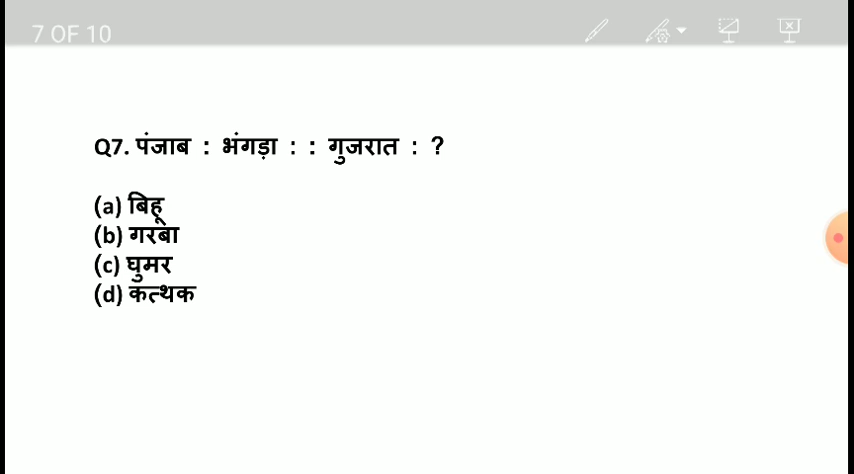 7 OF 10
Q7. पंजाब : भंगड़ा : : गुजरात : ?
(a) बिहू
(b) गरबा
(c) घुमर
(d) कत्थक